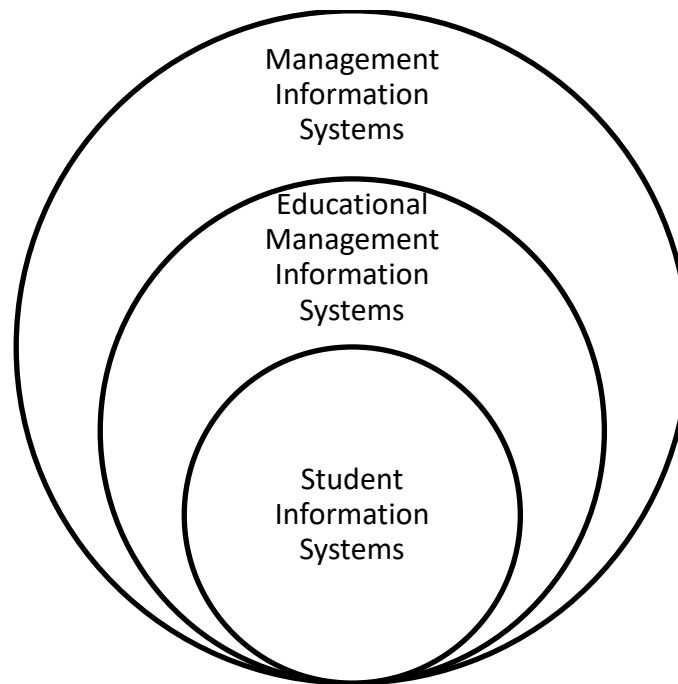 Management
Information
Systems
Educational
Management
Information
Systems
Student
Information
Systems